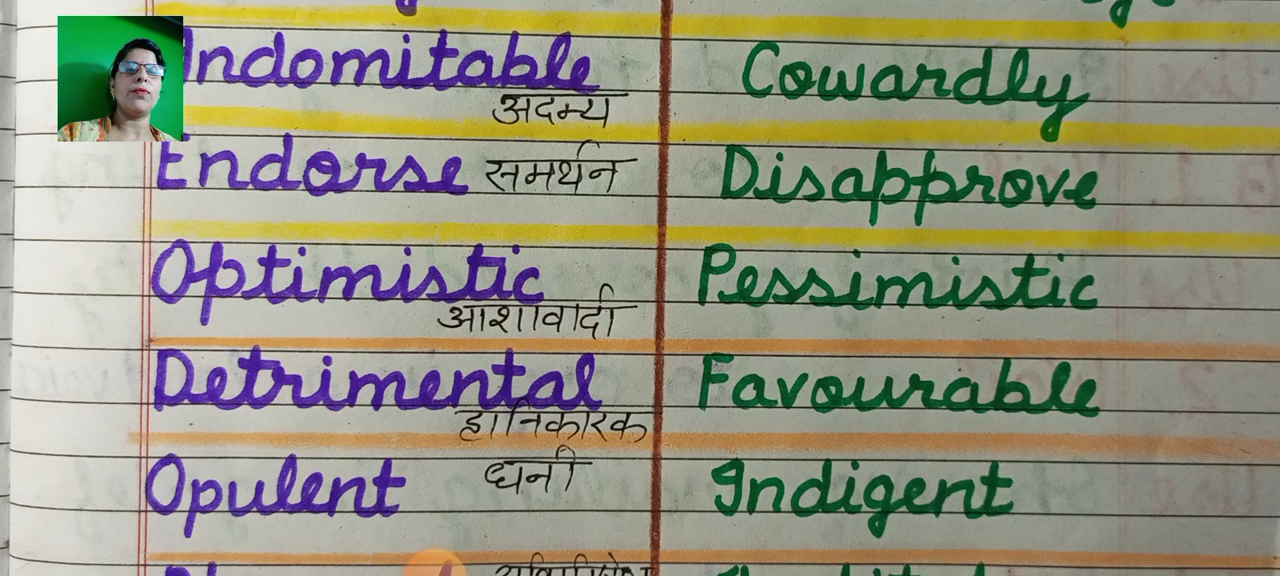 Indomitable Cowardly
अदम्य
Endorse समर्थन Disapprove
Optimistic Pessimistic
आशावादी
Detrimental Favourable
हानिकारक
Opulent धनी Indigent